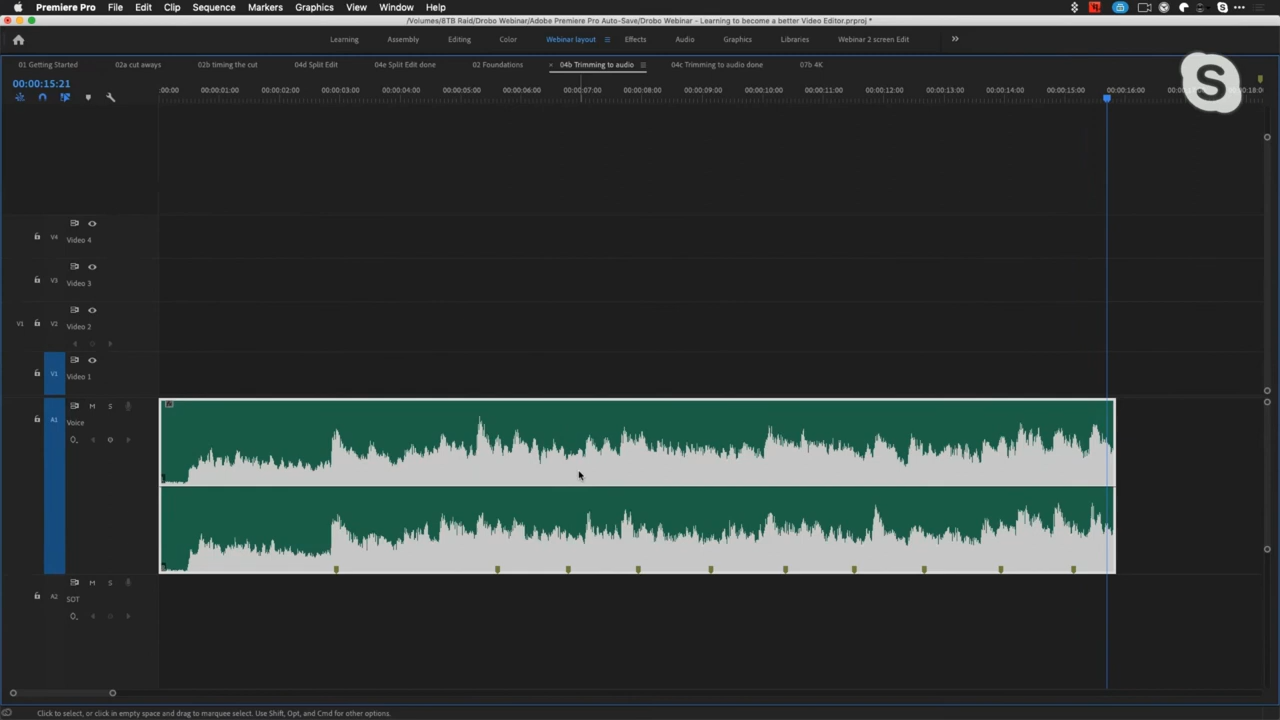 Premiere Pro File Edit Clip Sequence Markers Graphics View Window Help
/Volumes/8TB Raid/Drobo Webinar/Adobe Premiere Pro Auto-Save/Drobo Webinar - Learning to become a better Video Editor.prproj *
Learning Assembly Editing Color Webinar layout Effects Audio Graphics Libraries Webinar 2 screen Edit
01 Getting Started 02a cut aways 02b timing the cut 04d Split Edit 04e Split Edit done 02 Foundations × 04b Trimming to audio 04c Trimming to audio done 07b 4K
00:00:15:21
:00:00 00:00:01:00 00:00:02:00 00:00:03:00 00:00:04:00 00:00:05:00 00:00:06:00 00:00:07:00 00:00:08:00 00:00:09:00 00:00:10:00 00:00:11:00 00:00:12:00 00:00:13:00 00:00:14:00 00:00:15:00 00:00:16:00
V4 Video 4
V3 Video 3
V1 V2 Video 2
V1 Video 1
M S
A1 Voice
M S
A2 SOT
Click to select, or click in empty space and drag to marquee select. Use Shift, Opt, and Cmd for other options.